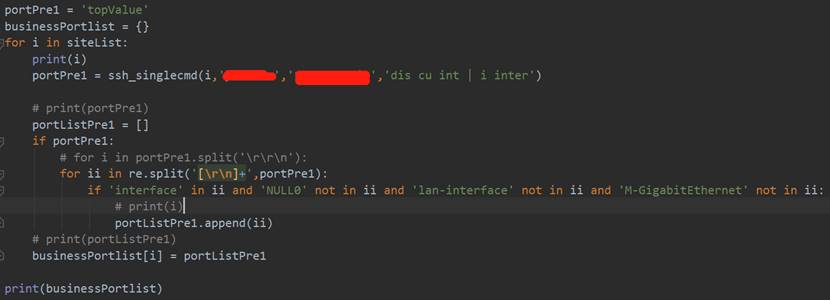 portPre1 = 'topValue'
businessPortlist = {}
for i in siteList:
    print(i)
    portPre1 = ssh_singlecmd(i,'','','dis cu int | i inter')
    # print(portPre1)
    portListPre1 = []
    if portPre1:
        # for i in portPre1.split('\r\r\n'):
        for ii in re.split('[\r\n]+',portPre1):
            if 'interface' in ii and 'NULL0' not in ii and 'lan-interface' not in ii and 'M-GigabitEthernet' not in ii:
                # print(i)
                portListPre1.append(ii)
    # print(portListPre1)
    businessPortlist[i] = portListPre1
print(businessPortlist)